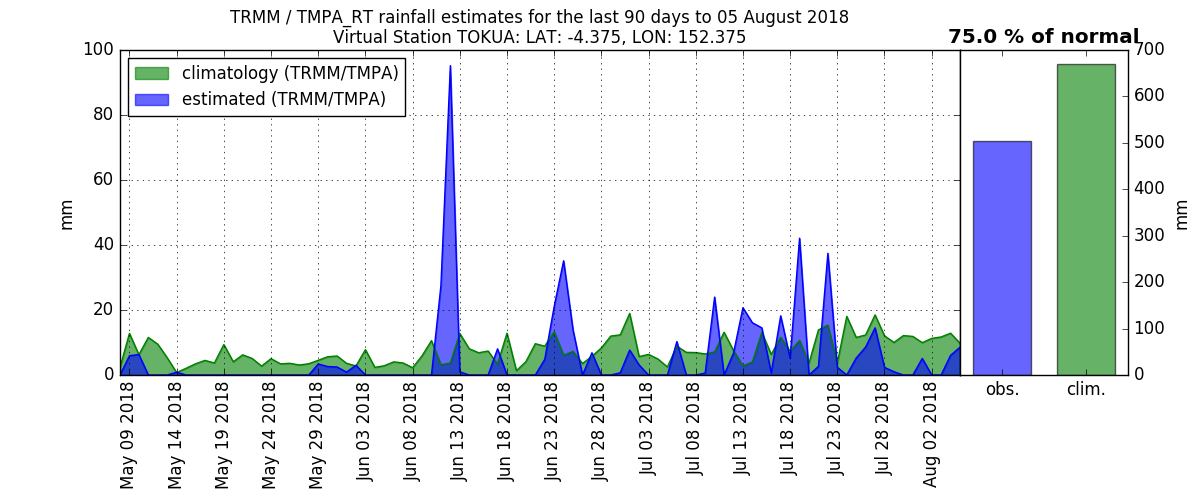 TRMM / TMPA_RT rainfall estimates for the last 90 days to 05 August 2018
Virtual Station TOKUA: LAT: -4.375, LON: 152.375
75.0 % of normal
climatology (TRMM/TMPA)
estimated (TRMM/TMPA)
100
80
60
40
20
0
mm
May 09 2018
May 14 2018
May 19 2018
May 24 2018
May 29 2018
Jun 03 2018
Jun 08 2018
Jun 13 2018
Jun 18 2018
Jun 23 2018
Jun 28 2018
Jul 03 2018
Jul 08 2018
Jul 13 2018
Jul 18 2018
Jul 23 2018
Jul 28 2018
Aug 02 2018
700
600
500
400
300
200
100
0
mm
obs.
clim.